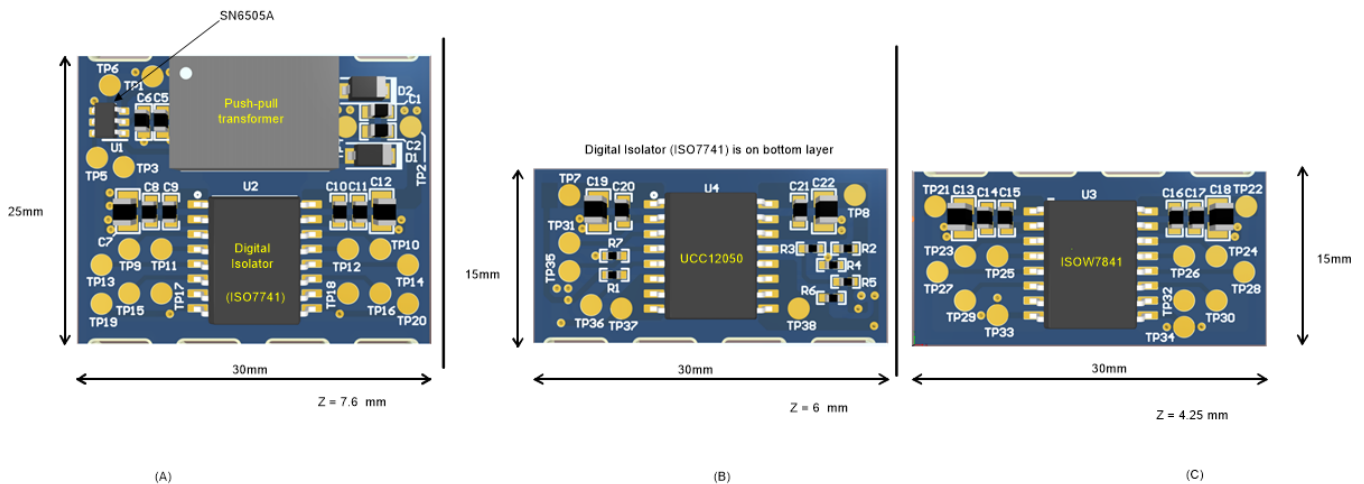 SN6505A
TP6
TP1
C6 C5
Push-pull
transformer
D2
C1
U1
C2
D1
TP2
TP5
TP3
U2
C8 C9
C10 C11 C12
C7
25mm
Digital
Isolator
(ISO7741)
TP9
TP11
TP12
TP10
TP13
TP14
TP15
TP17
TP18
TP16
TP19
TP20
30mm
Z = 7.6 mm
(A)
Digital Isolator (ISO7741) is on bottom layer
TP7
C19 C20
U4
C21 C22
TP8
TP31
R7
R3
R2
TP35
UCC12050
R4
R1
R5
R6
TP36
TP37
TP38
15mm
30mm
Z = 6 mm
(B)
TP21 C13 C14 C15
U3
C16 C17 C18 TP22
TP23
TP25
ISOW7841
TP26
TP24
TP27
TP28
TP29
TP33
TP32
TP30
TP34
15mm
30mm
Z = 4.25 mm
(C)